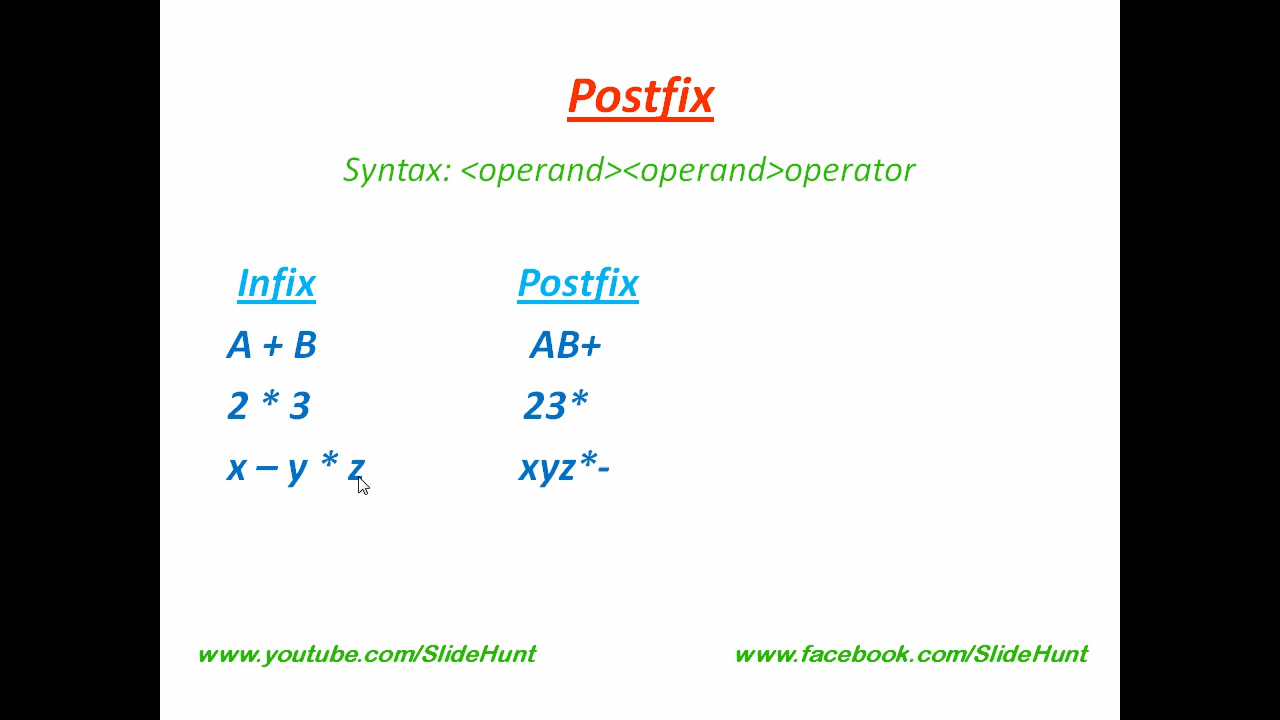 Postfix
Syntax: <operand><operand>operator
Infix Postfix
A + B AB+
2 * 3 23*
x – y * z xyz*-
www.youtube.com/SlideHunt www.facebook.com/SlideHunt